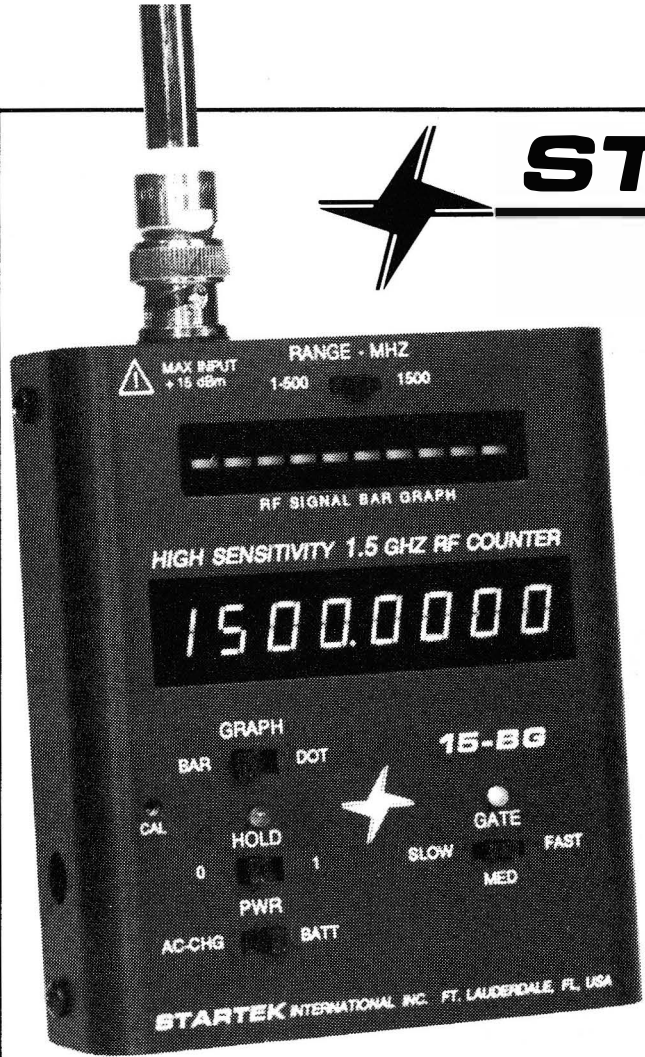 ST
RANGE - MHZ
MAX INPUT
+15 dBm
1-500
1500
RF SIGNAL BAR GRAPH
HIGH SENSITIVITY 1.5 GHZ RF COUNTER
1500.0000
GRAPH
BAR
DOT
15-BG
CAL
HOLD
0
1
GATE
SLOW
FAST
MED
PWR
AC-CHG
BATT
STARTEK INTERNATIONAL INC. FT. LAUDERDALE, FL, USA